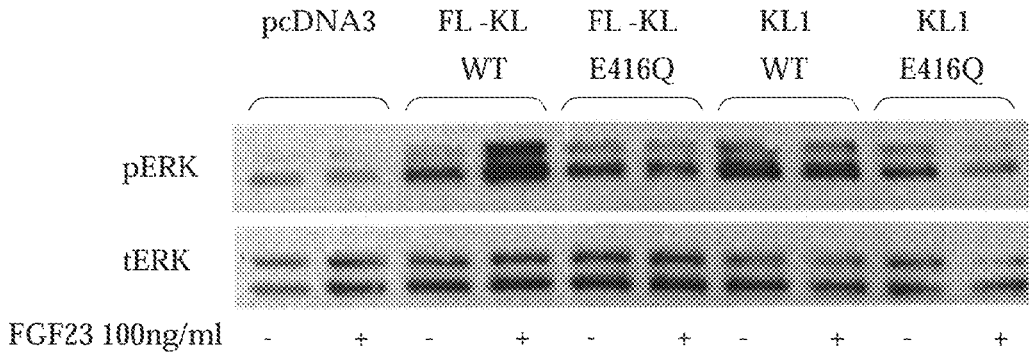 pcDNA3 FL -KL FL -KL KL1 KL1
WT E416Q WT E416Q
pERK
tERK
FGF23 100ng/ml - + - + - + - + - +